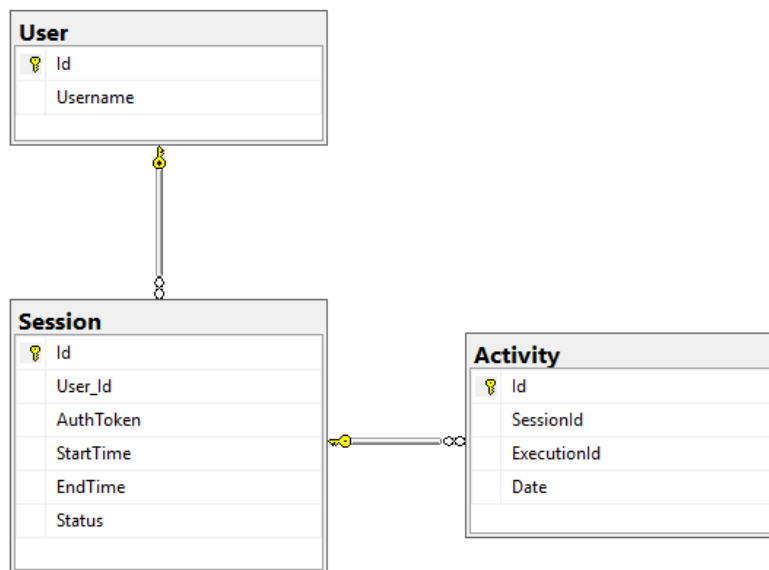 User
Id
Username
Session
Id
User_Id
AuthToken
StartTime
EndTime
Status
Activity
Id
SessionId
ExecutionId
Date